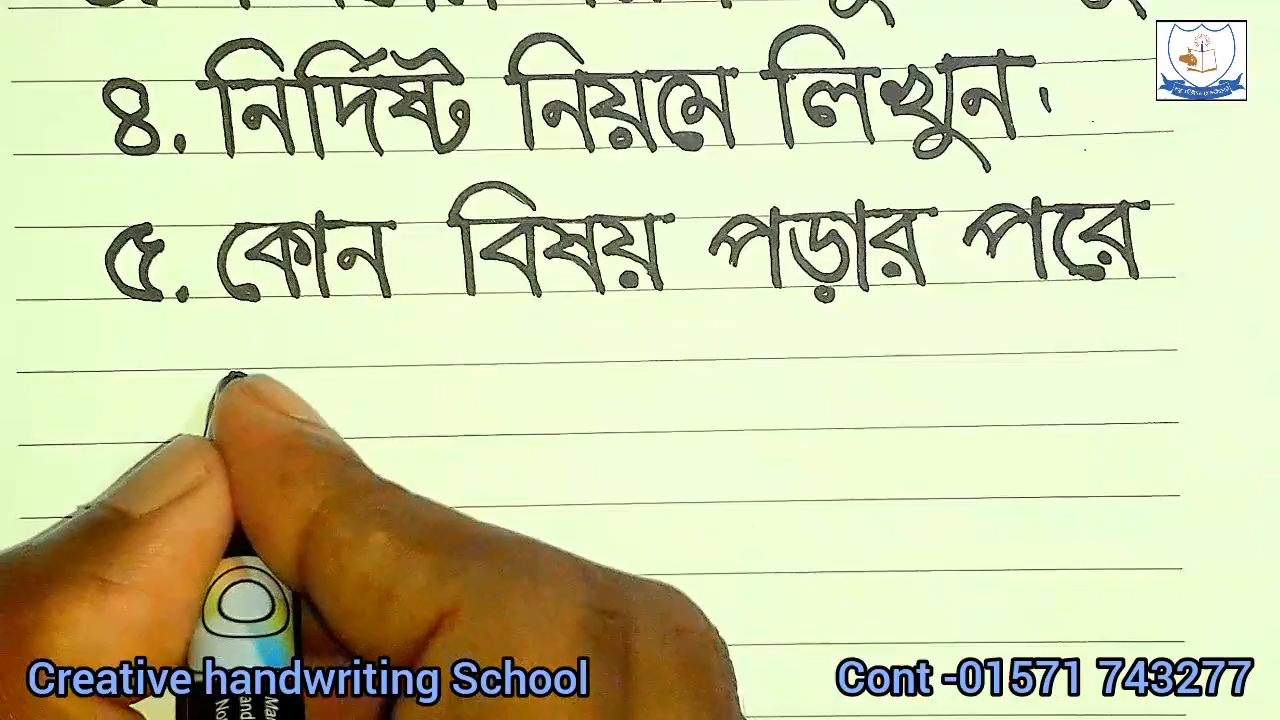 ৪. নির্দিষ্ট নিয়মে লিখুন।
৫. কোন বিষয় পড়ার পরে
Creative handwriting School
Cont -01571 743277